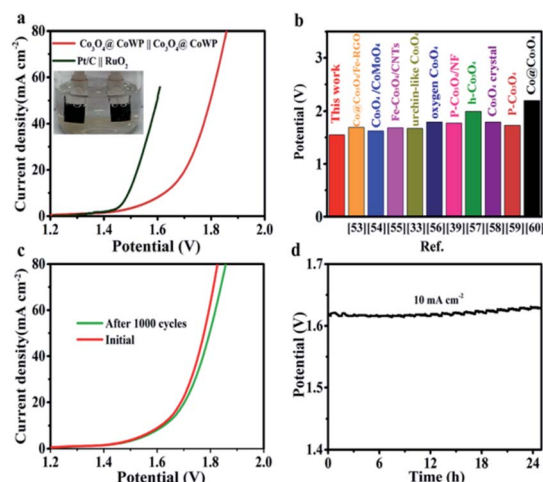 a
Co₃O₄@ CoWP || Co₃O₄@ CoWP
Pt/C || RuO₂
Current density(mA cm⁻²)
80
60
40
20
0
1.2 1.4 1.6 1.8 2.0
Potential (V)
b
Potential (V)
3
2
1
0
This work
Co@Co₃O₄/Fe-RGO
Co₃O₄ /CoMoO₄
Fe-Co₃O₄/CNTs
urchin-like Co₃O₄
oxygen Co₃O₄
P-Co₃O₄/NF
h-Co₃O₄
Co₃O₄ crystal
P-Co₃O₄
Co@Co₃O₄
[53][54][55][33][56][39][57][58][59][60]
Ref.
c
Current density(mA cm⁻²)
80
60
40
20
0
After 1000 cycles
Initial
1.2 1.4 1.6 1.8 2.0
Potential (V)
d
Potential (V)
1.7
1.6
1.5
1.4
10 mA cm⁻²
0 6 12 18 24
Time (h)